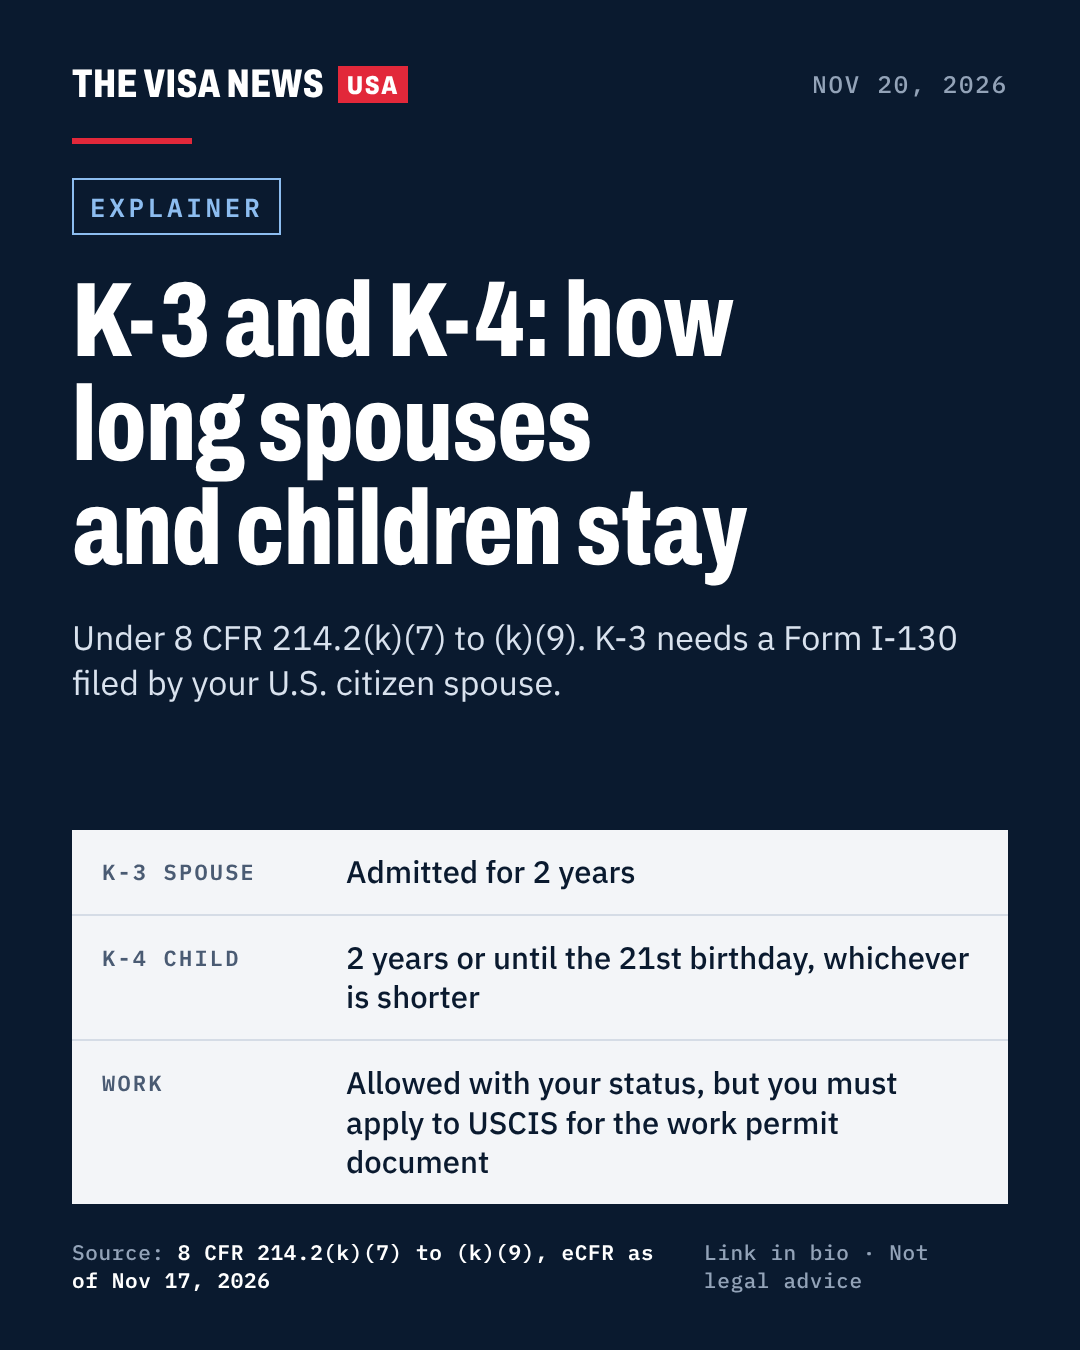 THE VISA NEWS USA
NOV 20, 2026
EXPLAINER
K-3 and K-4: how
long spouses
and children stay
Under 8 CFR 214.2(k)(7) to (k)(9). K-3 needs a Form I-130
filed by your U.S. citizen spouse.
K-3 SPOUSE
Admitted for 2 years
K-4 CHILD
2 years or until the 21st birthday, whichever
is shorter
WORK
Allowed with your status, but you must
apply to USCIS for the work permit
document
Source: 8 CFR 214.2(k)(7) to (k)(9), eCFR as
of Nov 17, 2026
Link in bio · Not
legal advice